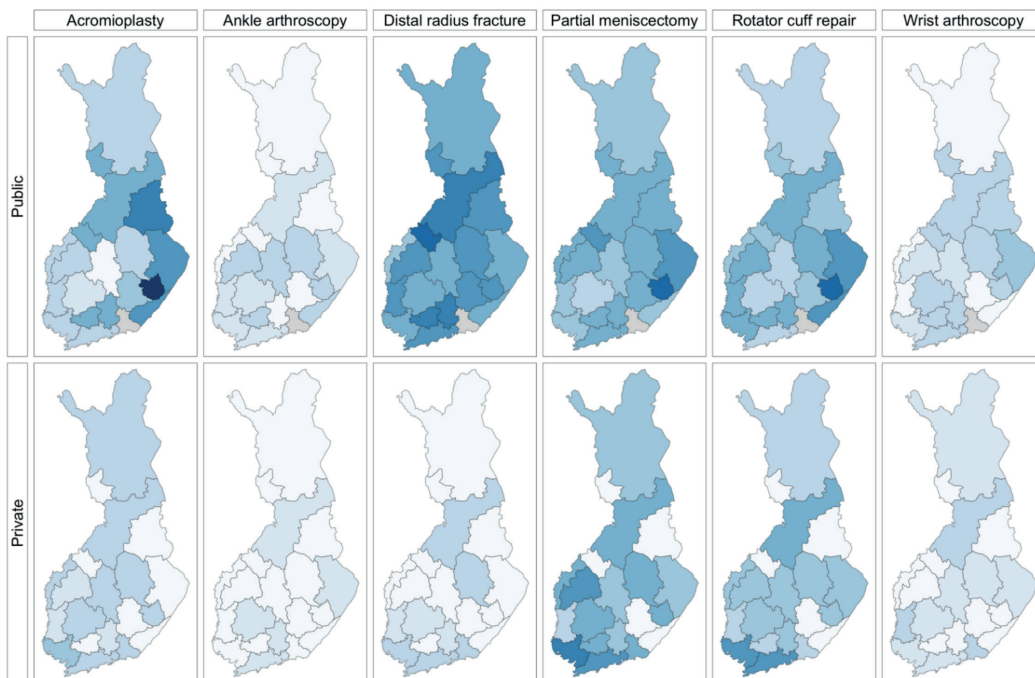 Acromioplasty
Ankle arthroscopy
Distal radius fracture
Partial meniscectomy
Rotator cuff repair
Wrist arthroscopy
Public
Private